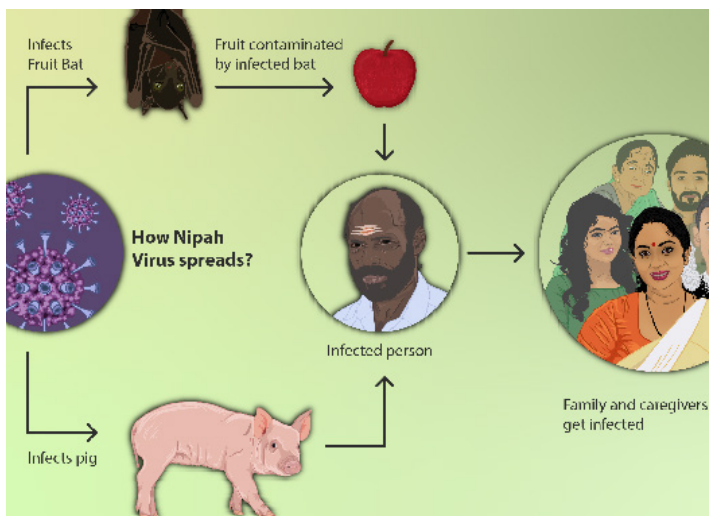 Infects
Fruit Bat
Fruit contaminated
by infected bat
How Nipah
Virus spreads?
Infected person
Infects pig
Family and caregivers
get infected